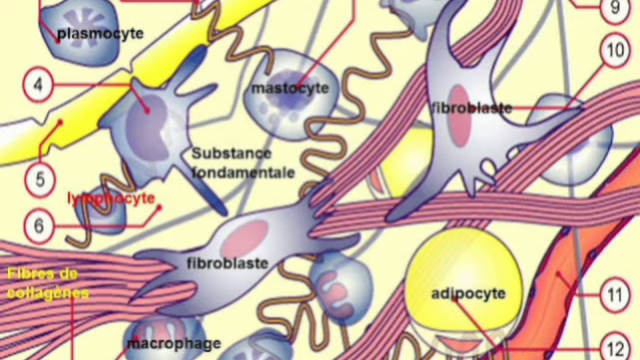 9
plasmocyte
10
4
mastocyte
fibroblaste
Substance
fondamentale
5
lymphocyte
6
fibroblaste
Fibres de
collagènes
adipocyte
11
macrophage
12